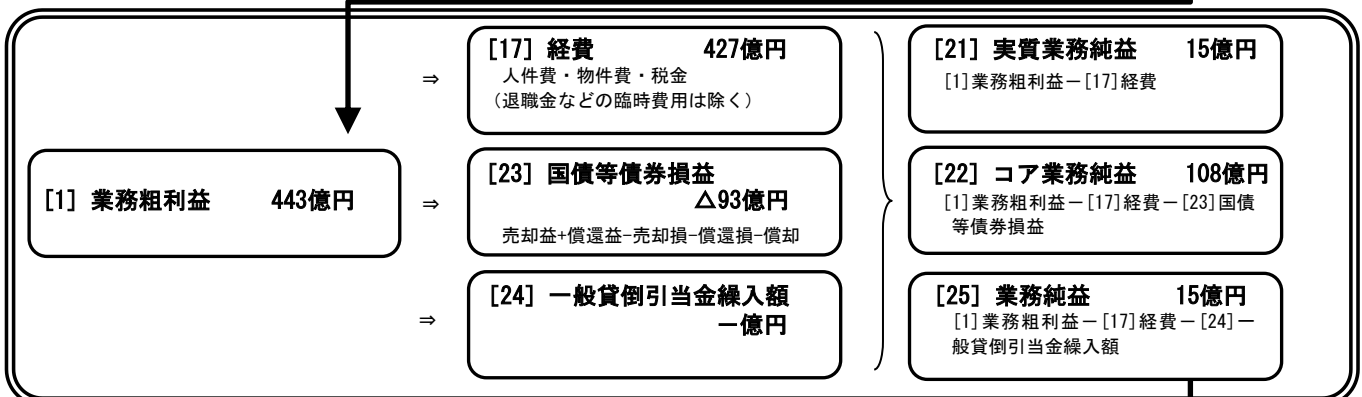 [1] 業務粗利益 443億円
⇒
[17] 経費 427億円
人件費・物件費・税金
（退職金などの臨時費用は除く）
⇒
[23] 国債等債券損益
△93億円
売却益+償還益-売却損-償還損-償却
⇒
[24] 一般貸倒引当金繰入額
－億円
[21] 実質業務純益 15億円
[1]業務粗利益－[17]経費
[22] コア業務純益 108億円
[1]業務粗利益－[17]経費－[23]国債
等債券損益
[25] 業務純益 15億円
[1]業務粗利益－[17]経費－[24]一
般貸倒引当金繰入額